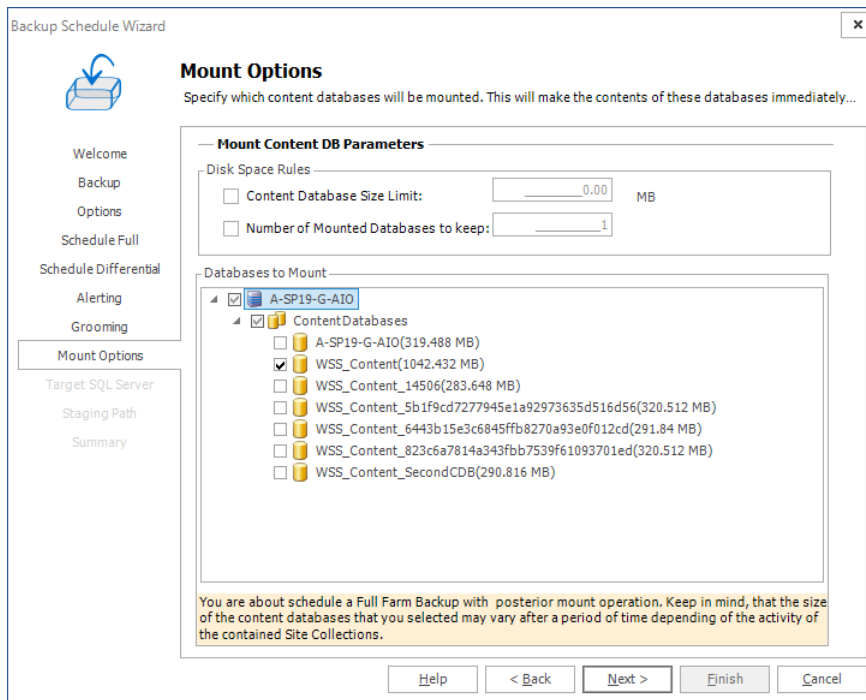 Backup Schedule Wizard
Mount Options
Specify which content databases will be mounted. This will make the contents of these databases immediately...
Welcome
Backup
Options
Schedule Full
Schedule Differential
Alerting
Grooming
Mount Options
Target SQL Server
Staging Path
Summary
Mount Content DB Parameters
Disk Space Rules
Content Database Size Limit: 0.00 MB
Number of Mounted Databases to keep: 1
Databases to Mount
A-SP19-G-AIO
ContentDatabases
A-SP19-G-AIO(319.488 MB)
WSS_Content(1042.432 MB)
WSS_Content_14506(283.648 MB)
WSS_Content_5b1f9cd7277945e1a92973635d516d56(320.512 MB)
WSS_Content_6443b15e3c6845ffb8270a93e0f012cd(291.84 MB)
WSS_Content_823c6a7814a343fbb7539f61093701ed(320.512 MB)
WSS_Content_SecondCDB(290.816 MB)
You are about schedule a Full Farm Backup with posterior mount operation. Keep in mind, that the size
of the content databases that you selected may vary after a period of time depending of the activity of
the contained Site Collections.
Help < Back Next > Finish Cancel